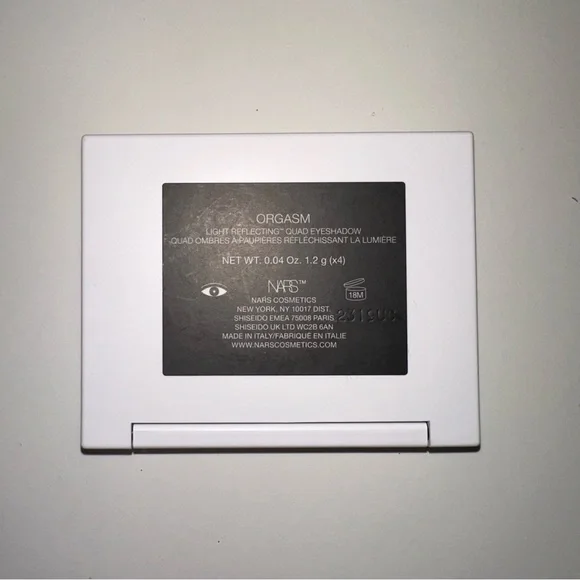 ORGASM
LIGHT REFLECTING™ QUAD EYESHADOW
QUAD OMBRES À PAUPIÈRES RÉFLÉCHISSANT LA LUMIÈRE
NET WT. 0.04 Oz. 1.2 g (x4)
NARS™
18M
NARS COSMETICS
NEW YORK, NY 10017 DIST.
SHISEIDO EMEA 75008 PARIS,
SHISEIDO UK LTD WC2B 6AN
MADE IN ITALY/FABRIQUÉ EN ITALIE
WWW.NARSCOSMETICS.COM